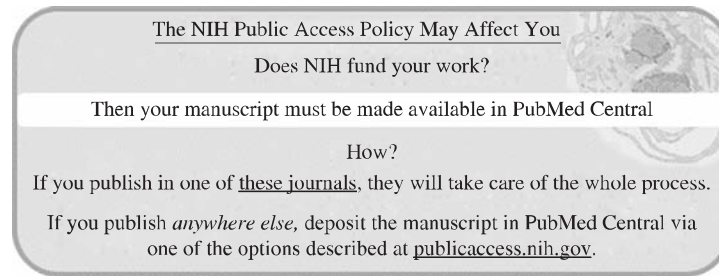 The NIH Public Access Policy May Affect You
Does NIH fund your work?
Then your manuscript must be made available in PubMed Central
How?
If you publish in one of these journals, they will take care of the whole process.
If you publish anywhere else, deposit the manuscript in PubMed Central via
one of the options described at publicaccess.nih.gov.